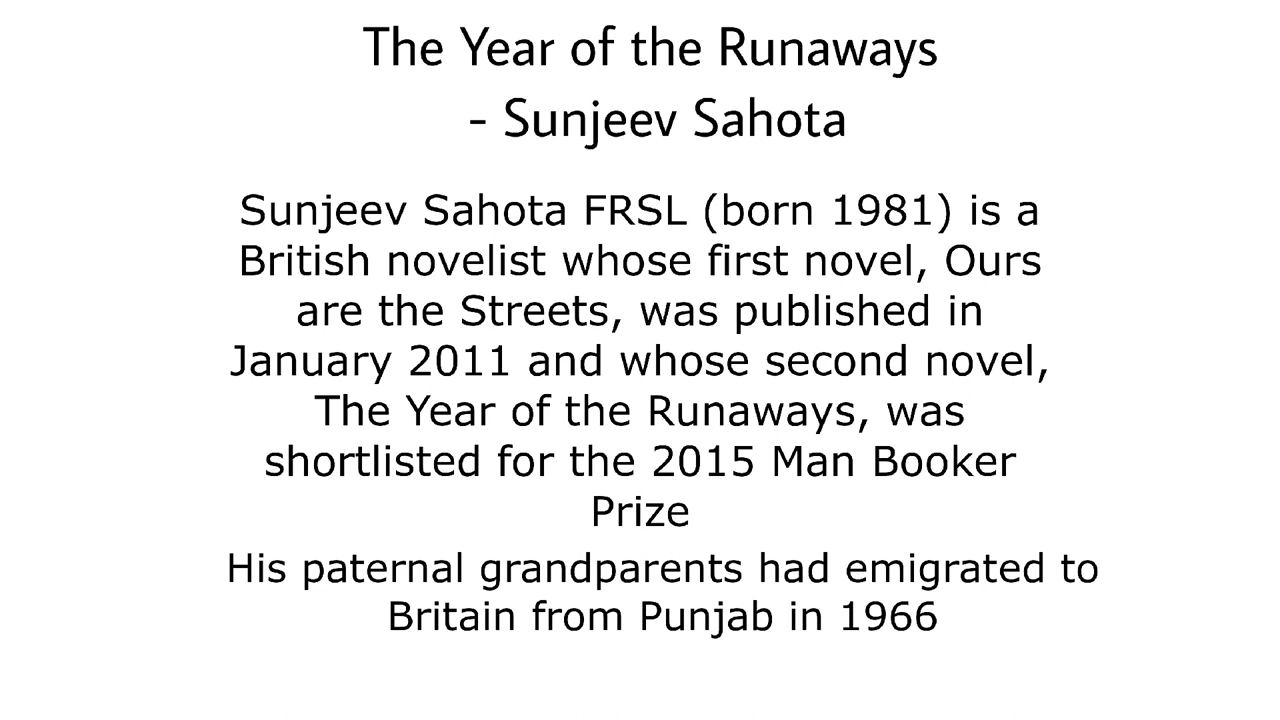 The Year of the Runaways
- Sunjeev Sahota
Sunjeev Sahota FRSL (born 1981) is a
British novelist whose first novel, Ours
are the Streets, was published in
January 2011 and whose second novel,
The Year of the Runaways, was
shortlisted for the 2015 Man Booker
Prize
His paternal grandparents had emigrated to
Britain from Punjab in 1966